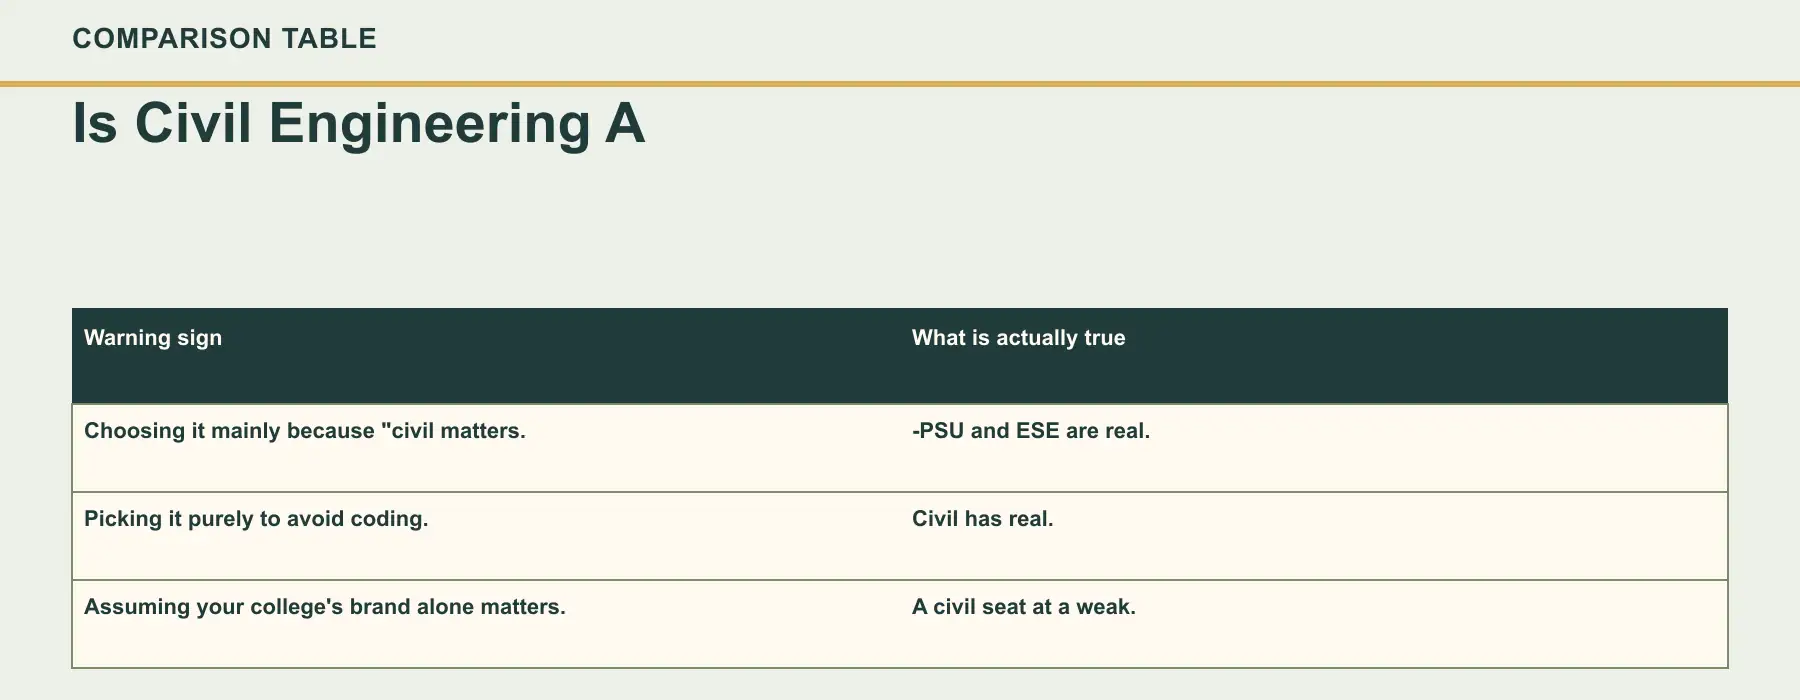 COMPARISON TABLE
Is Civil Engineering A
Warning sign
What is actually true
Choosing it mainly because "civil matters.
-PSU and ESE are real.
Picking it purely to avoid coding.
Civil has real.
Assuming your college's brand alone matters.
A civil seat at a weak.